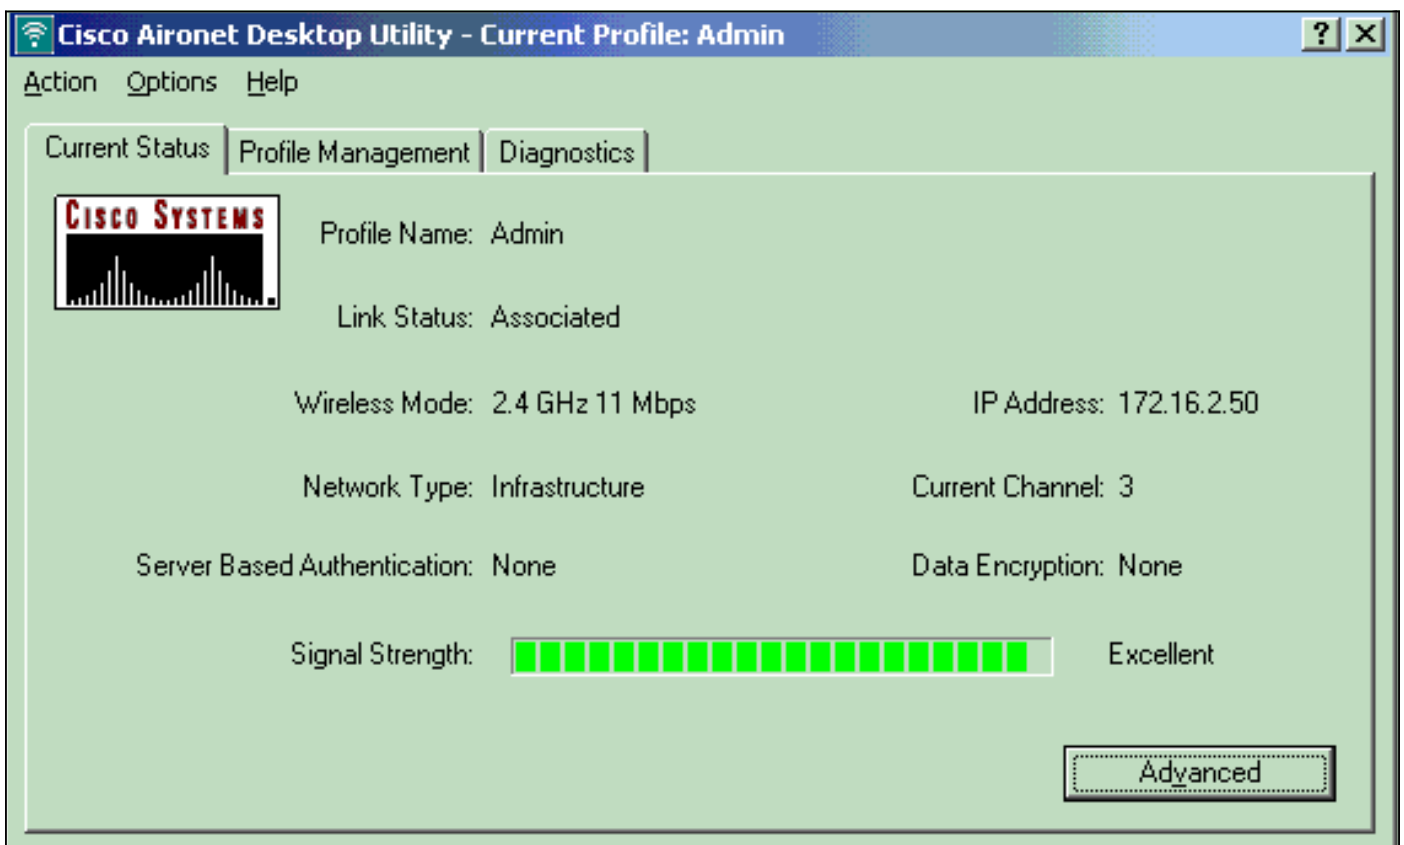 Cisco Aironet Desktop Utility - Current Profile: Admin
Action Options Help
Current Status Profile Management Diagnostics
CISCO SYSTEMS
Profile Name: Admin
Link Status: Associated
Wireless Mode: 2.4 GHz 11 Mbps IP Address: 172.16.2.50
Network Type: Infrastructure Current Channel: 3
Server Based Authentication: None Data Encryption: None
Signal Strength: Excellent
Advanced